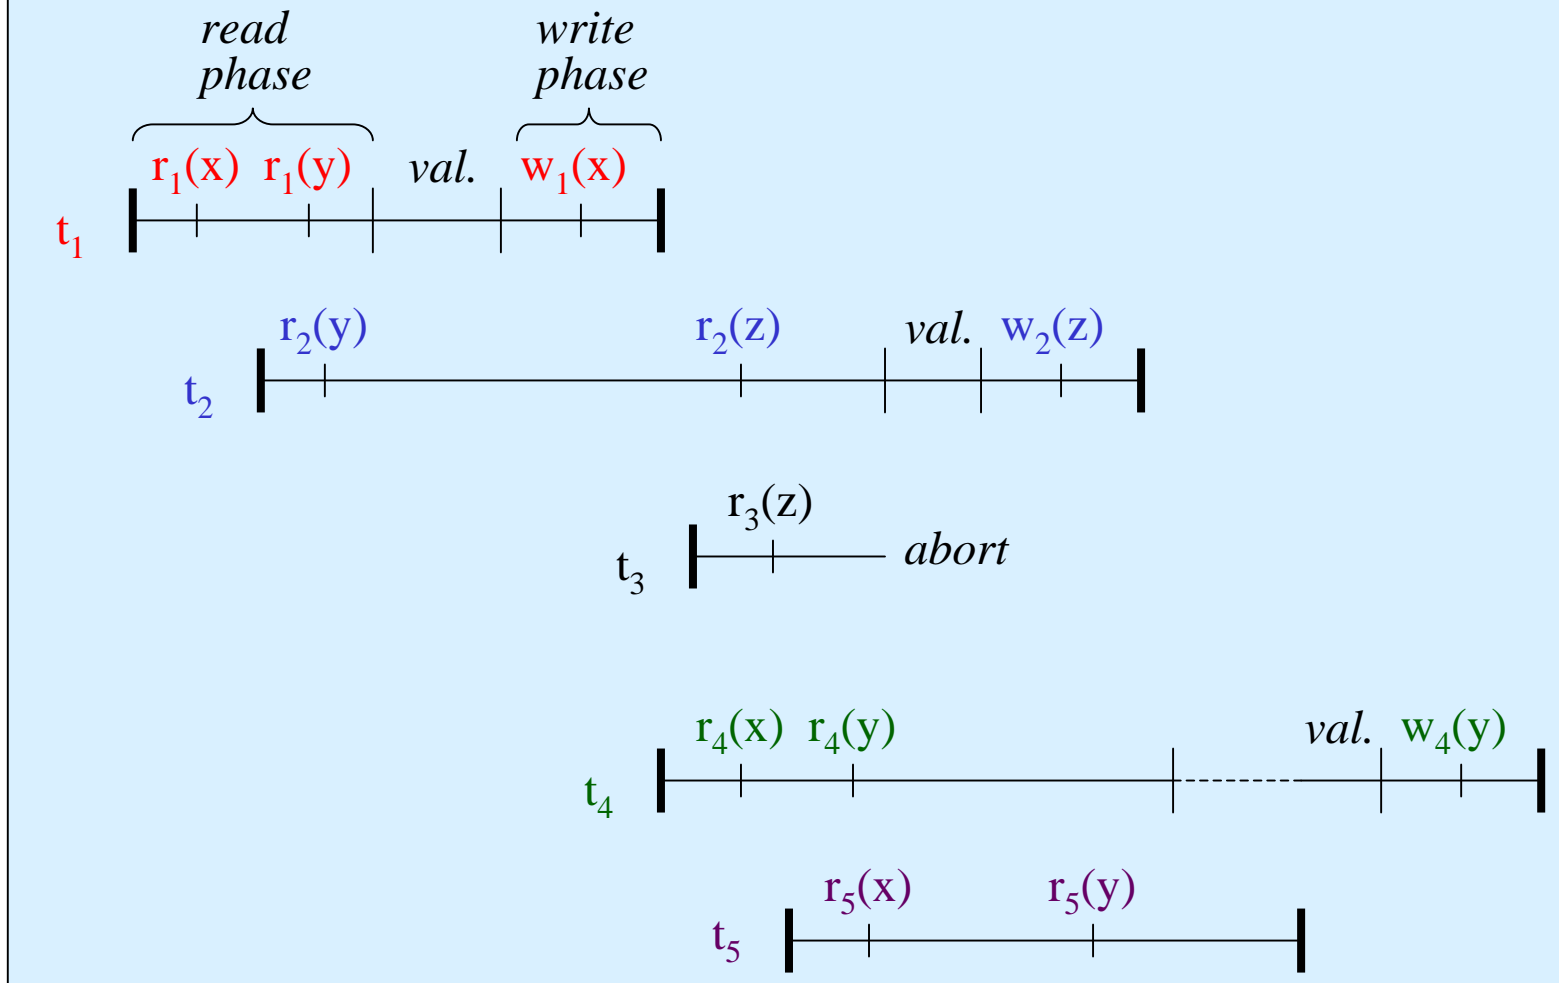 read phase write phase
r₁(x) r₁(y) val. w₁(x)
t₁
r₂(y) r₂(z) val. w₂(z)
t₂
r₃(z)
abort
t₃
r₄(x) r₄(y) val. w₄(y)
t₄
r₅(x) r₅(y)
t₅